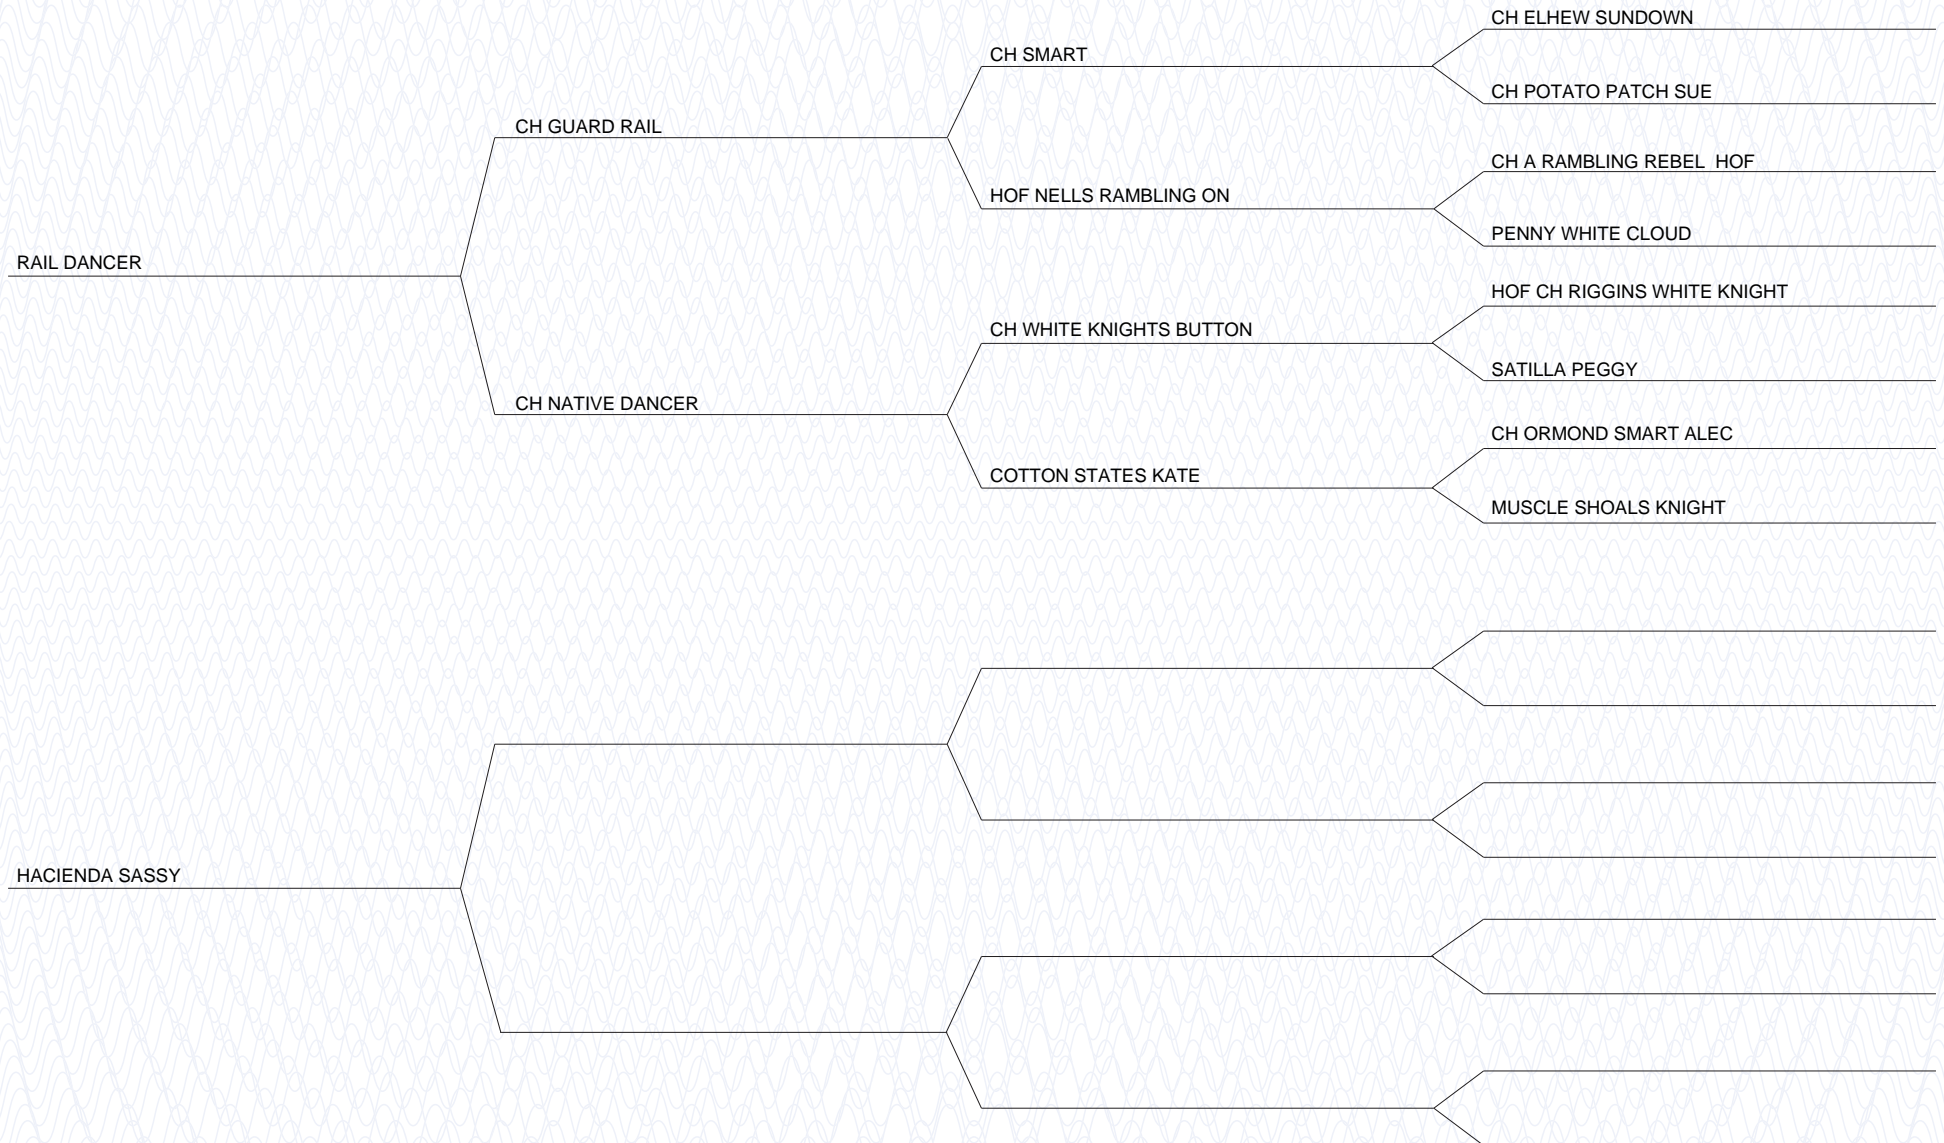 CH ELHEW SUNDOWN
CH SMART
CH POTATO PATCH SUE
CH GUARD RAIL
CH A RAMBLING REBEL  HOF
HOF NELLS RAMBLING ON
PENNY WHITE CLOUD
RAIL DANCER
HOF CH RIGGINS WHITE KNIGHT
CH WHITE KNIGHTS BUTTON
SATILLA PEGGY
CH NATIVE DANCER
CH ORMOND SMART ALEC
COTTON STATES KATE
MUSCLE SHOALS KNIGHT
HACIENDA SASSY